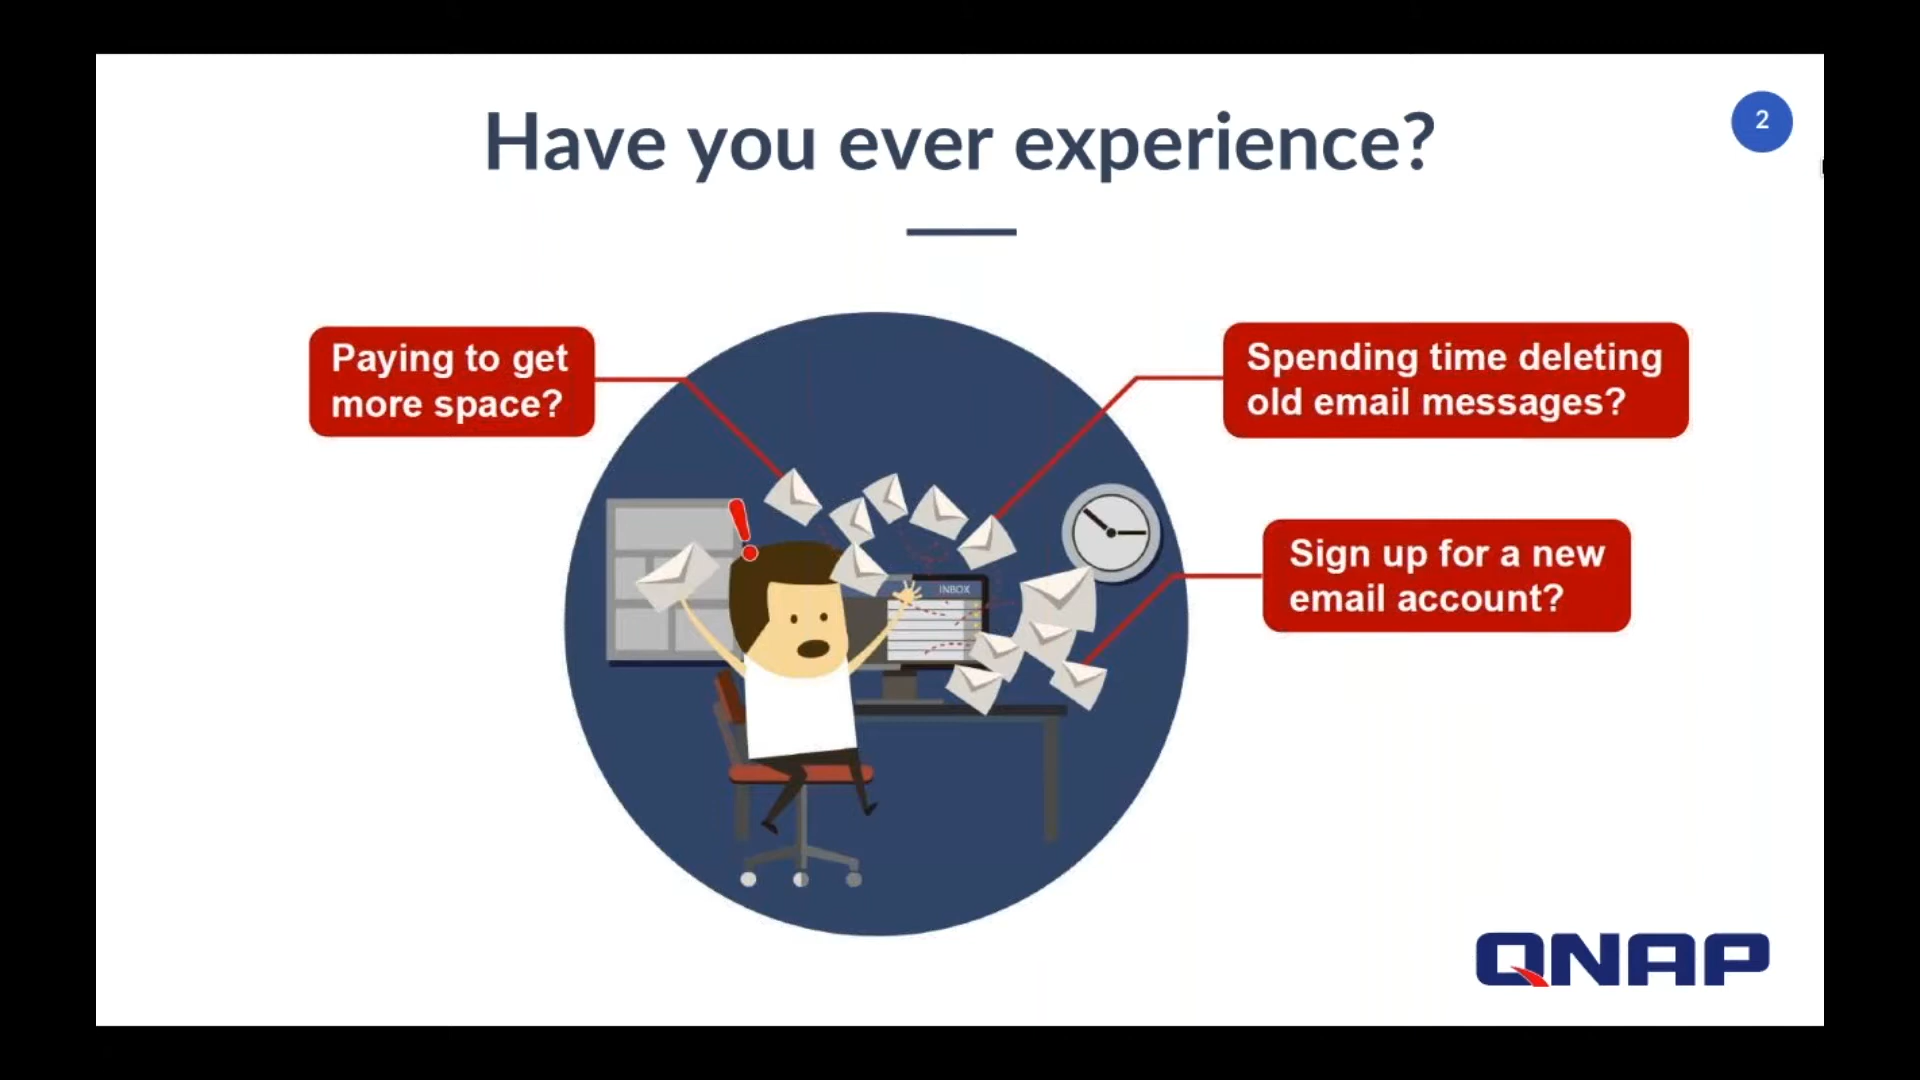 Have you ever experience?
2
Paying to get
more space?
Spending time deleting
old email messages?
Sign up for a new
email account?
INBOX
QNAP